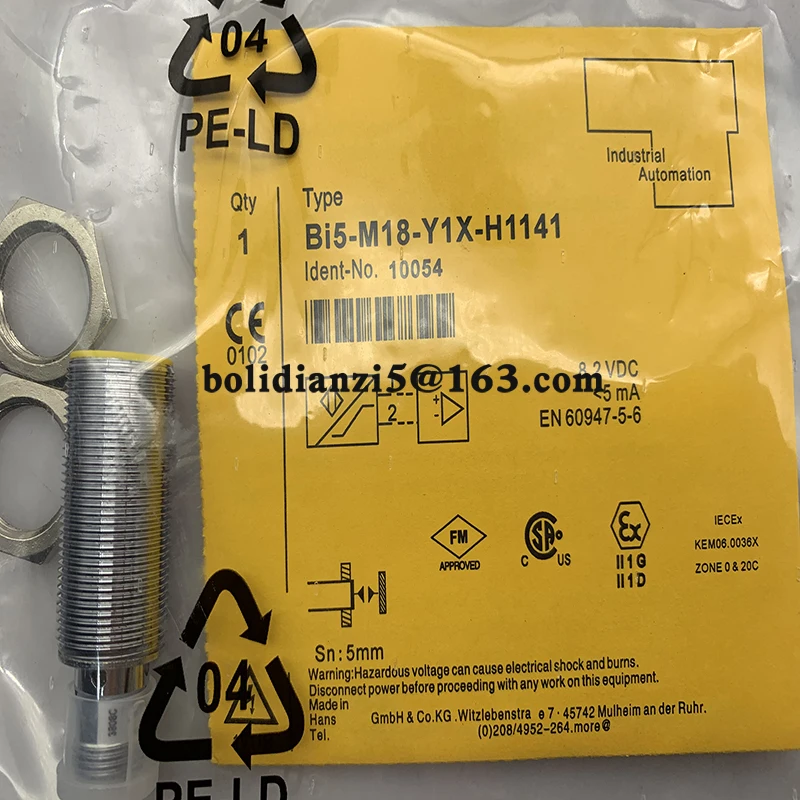 04
PE-LD
Industrial
Automation
Qty
1
Type
Bi5-M18-Y1X-H1141
Ident-No. 10054
CE
0102
bolidianzi5@163.com
8.2 VDC
<5 mA
2
+
-
EN 60947-5-6
FM
APPROVED
C US
Ex
II1G
II1D
IECEx
KEM06.0036X
ZONE 0 & 20C
Sn: 5mm
Warning:Hazardous voltage can cause electrical shock and burns.
Disconnect power before proceeding with any work on this equipment.
Made in
Hans GmbH & Co.KG .Witzlebenstra e 7 · 45742 Mulheim an der Ruhr.
Tel. (0)208/4952-264.more@
04
PE-LD